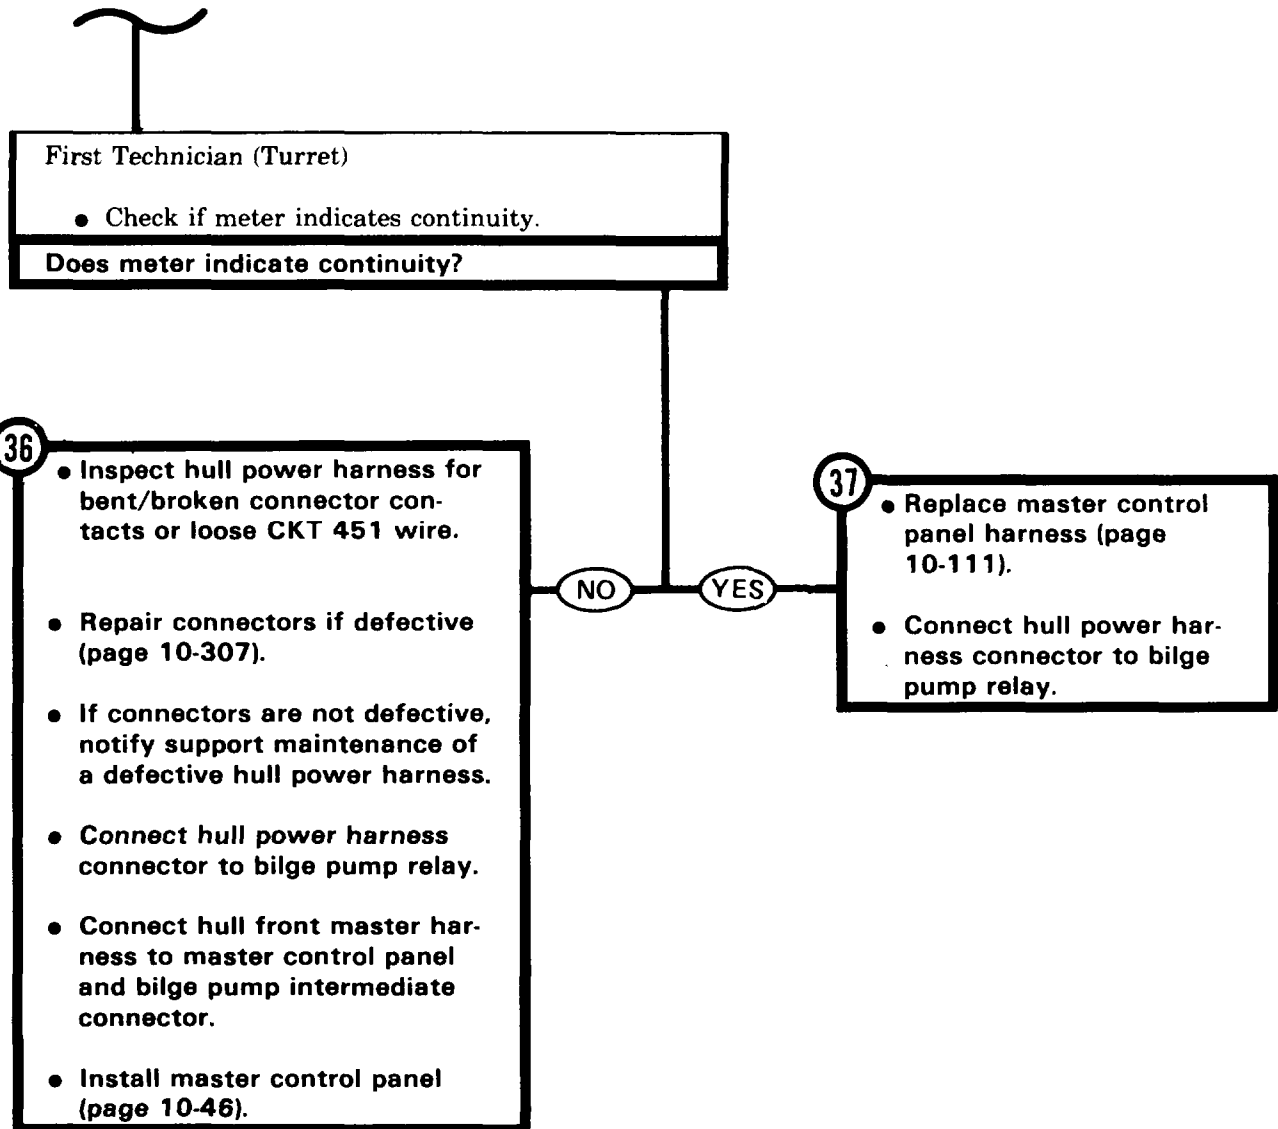 First Technician (Turret)
● Check if meter indicates continuity.
Does meter indicate continuity?
36
● Inspect hull power harness for
bent/broken connector con-
tacts or loose CKT 451 wire.
● Repair connectors if defective
(page 10-307).
● If connectors are not defective,
notify support maintenance of
a defective hull power harness.
● Connect hull power harness
connector to bilge pump relay.
● Connect hull front master har-
ness to master control panel
and bilge pump intermediate
connector.
● Install master control panel
(page 10-46).
NO
YES
37
● Replace master control
panel harness (page
10-111).
● Connect hull power har-
ness connector to bilge
pump relay.